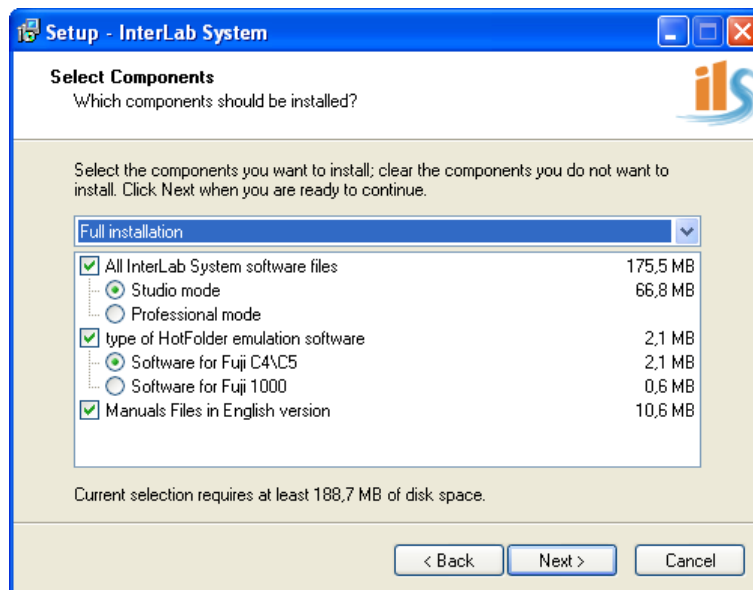 Setup - InterLab System
Select Components
Which components should be installed?
ils
Select the components you want to install; clear the components you do not want to
install. Click Next when you are ready to continue.
Full installation
All InterLab System software files 175,5 MB
Studio mode 66,8 MB
Professional mode
type of HotFolder emulation software 2,1 MB
Software for Fuji C4\C5 2,1 MB
Software for Fuji 1000 0,6 MB
Manuals Files in English version 10,6 MB
Current selection requires at least 188,7 MB of disk space.
< Back Next > Cancel